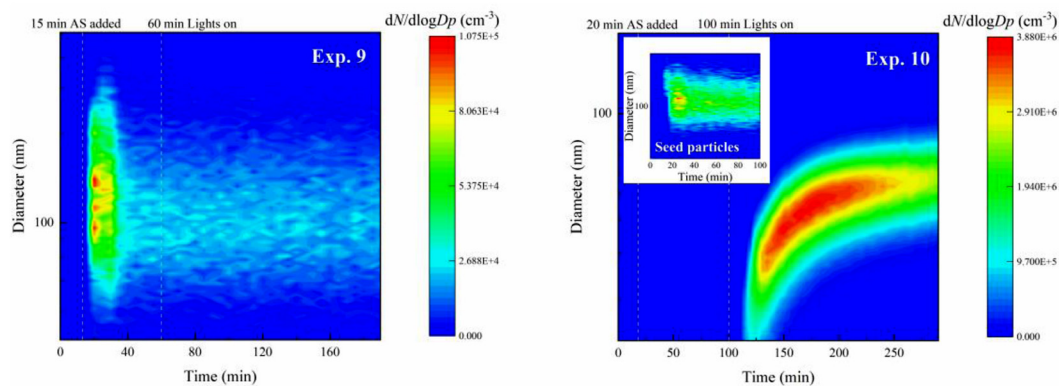 15 min AS added
60 min Lights on
dN/dlogDp (cm-3)
Exp. 9
1.075E+5
8.063E+4
5.375E+4
2.688E+4
0.000
Diameter (nm)
100
0 40 80 120 160
Time (min)
20 min AS added
100 min Lights on
dN/dlogDp (cm-3)
Exp. 10
3.880E+6
2.910E+6
1.940E+6
9.700E+5
0.000
Diameter (nm)
100
0 50 100 150 200 250
Time (min)
Diameter (nm)
100
Seed particles
0 20 40 60 80 100
Time (min)